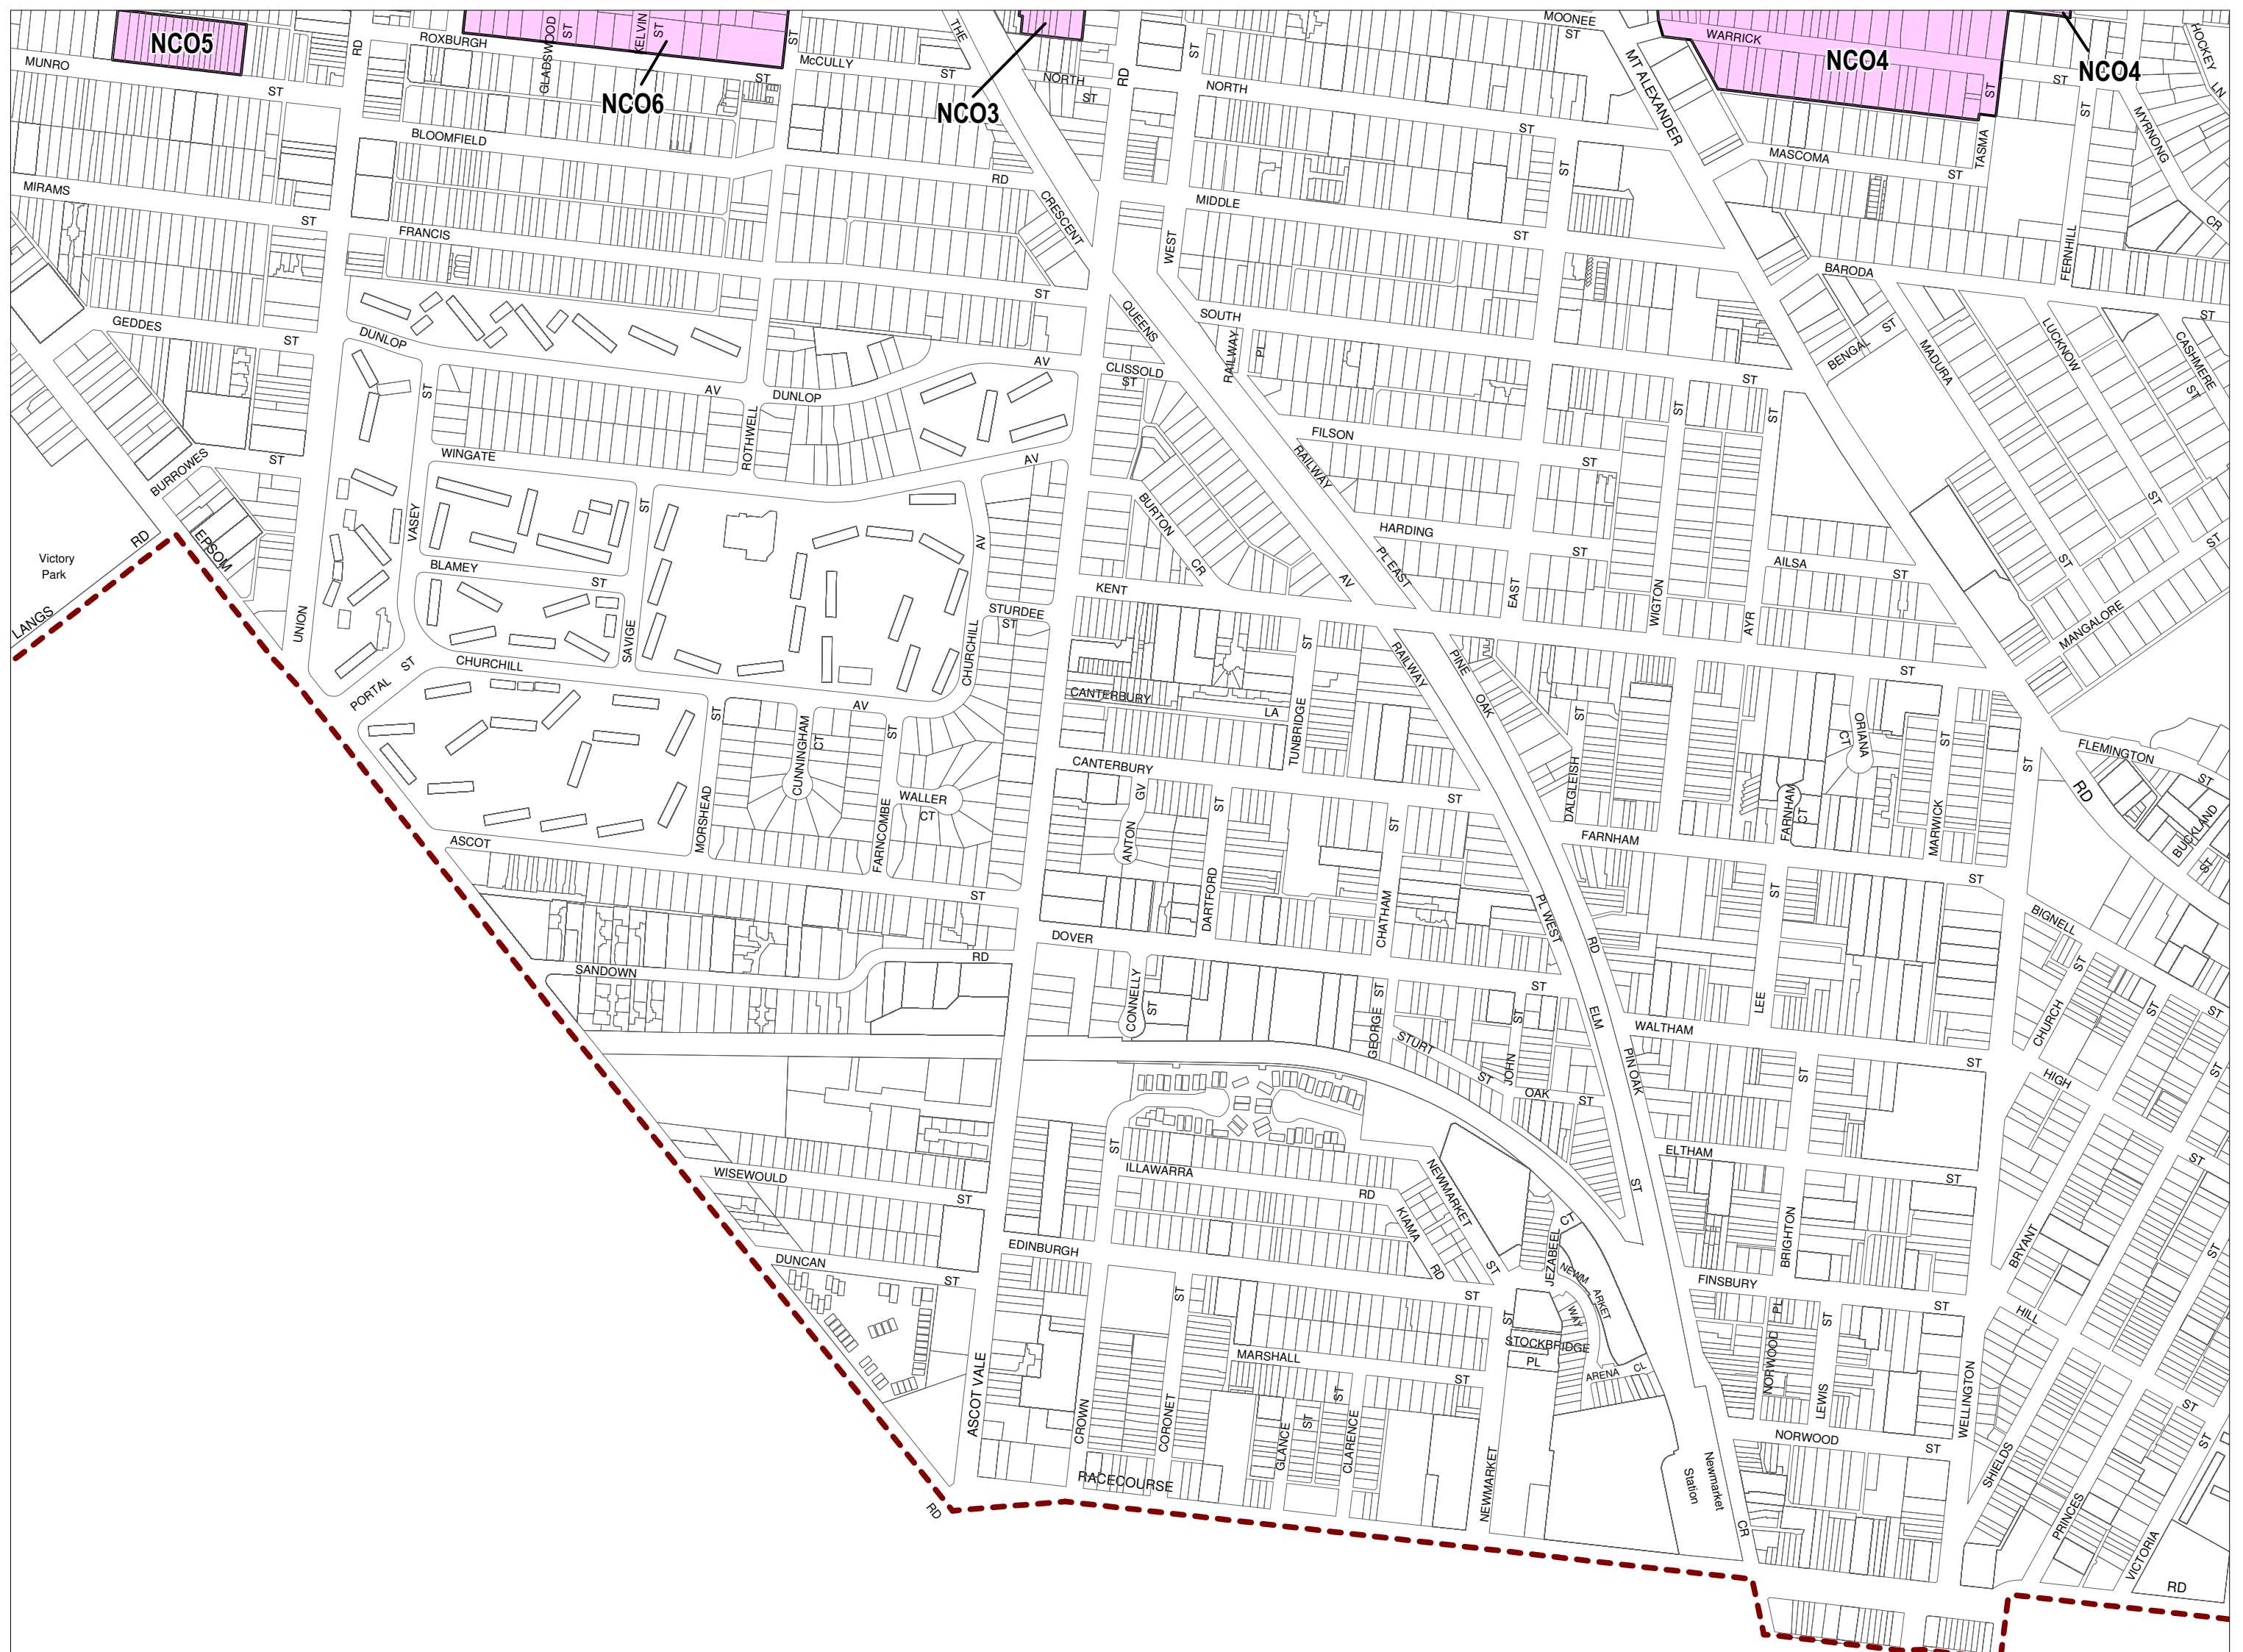 NCO5
NCO6
NCO3
NCO4
NCO4
MUNRO
ST
RD
ROXBURGH
GLADSWOOD
ST
KELVIN
ST
ST
ST
McCULLY
ST
THE
CRESCENT
NORTH
ST
RD
ST
NORTH
ST
MOONEE
ST
MT ALEXANDER
WARRICK
ST
ST
TASMA
ST
HOCKEY
LN
MYRNONG
CR
MASCOMA
ST
FERNHILL
MIRAMS
ST
BLOOMFIELD
RD
FRANCIS
ST
MIDDLE
ST
ST
WEST
BARODA
ST
BENGAL
ST
MADURA
ST
LUCKNOW
ST
CASHMERE
ST
MANGALORE
ST
GEDDES
ST
DUNLOP
AV
DUNLOP
AV
QUEENS
AV
SOUTH
ST
RAILWAY
PL
CLISSOLD
ST
ST
WINGATE
AV
ROTHWELL
ST
FILSON
ST
RAILWAY
PL EAST
BURROWES
ST
EPSOM
RD
Victory
Park
LANGS
RD
UNION
VASEY
ST
BLAMEY
ST
SAVIGE
BURTON
CR
HARDING
ST
EAST
WIGTON
ST
AYR
ST
AILSA
ST
KENT
ST
STURDEE
ST
CHURCHILL
AV
CHURCHILL
AV
PORTAL
ST
CANTERBURY
LA
TUNBRIDGE
ST
RAILWAY
PL WEST
PINE
OAK
RD
DALGLEISH
ST
ORIANA
CT
MARWICK
ST
ST
FLEMINGTON
ST
RD
BUCKLAND
ST
MORSHEAD
ST
CUNNINGHAM
CT
FARNCOMBE
ST
WALLER
CT
CANTERBURY
ST
ANTON
GV
DARTFORD
ST
CHATHAM
ST
FARNHAM
ST
FARNHAM
CT
ASCOT
ST
DOVER
ST
SANDOWN
RD
CONNELLY
ST
GEORGE
ST
STURT
ST
JOHN
ST
OAK
ST
ELM
ST
PIN OAK
CR
LEE
ST
WALTHAM
ST
BIGNELL
ST
CHURCH
ST
HIGH
ST
ST
ST
WISEWOULD
ST
ILLAWARRA
RD
ST
KIAMA
RD
NEWMARKET
ST
JEZABEEL
CT
NEWM
ARKET
WAY
ELTHAM
ST
BRIGHTON
ST
BRYANT
ST
DUNCAN
ST
EDINBURGH
ST
FINSBURY
ST
HILL
ST
STOCKBRIDGE
PL
ARENA
CL
ASCOT VALE
CROWN
CORONET
ST
MARSHALL
ST
GLANCE
ST
CLARENCE
ST
NEWMARKET
ST
NORWOOD
PL
LEWIS
ST
WELLINGTON
NORWOOD
ST
SHIELDS
PRINCES
VICTORIA
ST
RACECOURSE
RD
RD
Newmarket
Station